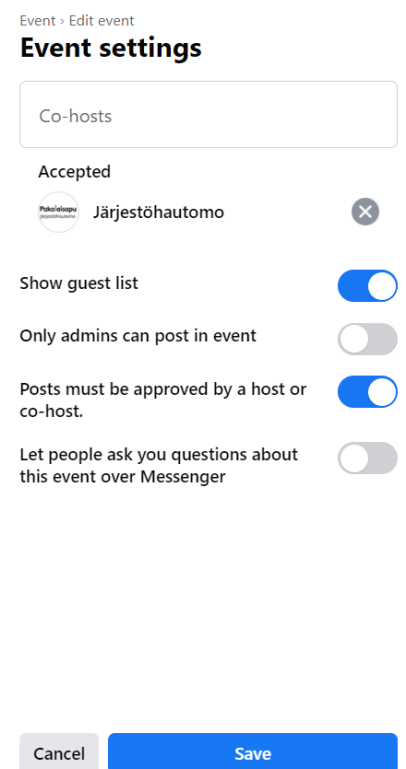 Event › Edit event
Event settings
Co-hosts
Accepted
Pakolaisapu
Järjestöhautomo
Järjestöhautomo
Show guest list
Only admins can post in event
Posts must be approved by a host or
co-host.
Let people ask you questions about
this event over Messenger
Cancel
Save